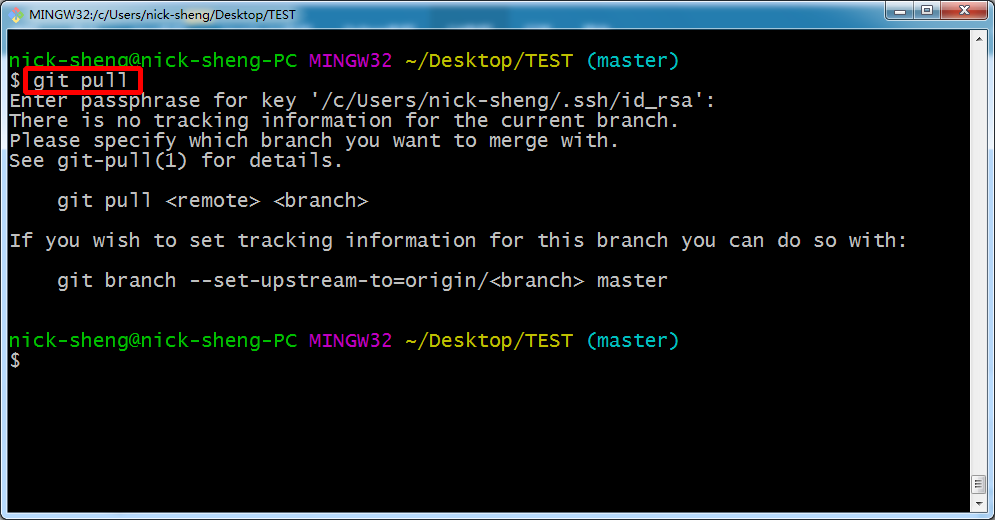 MINGW32:/c/Users/nick-sheng/Desktop/TEST
nick-sheng@nick-sheng-PC MINGW32 ~/Desktop/TEST (master)
$ git pull
Enter passphrase for key '/c/Users/nick-sheng/.ssh/id_rsa':
There is no tracking information for the current branch.
Please specify which branch you want to merge with.
See git-pull(1) for details.
git pull <remote> <branch>
If you wish to set tracking information for this branch you can do so with:
git branch --set-upstream-to=origin/<branch> master
nick-sheng@nick-sheng-PC MINGW32 ~/Desktop/TEST (master)
$